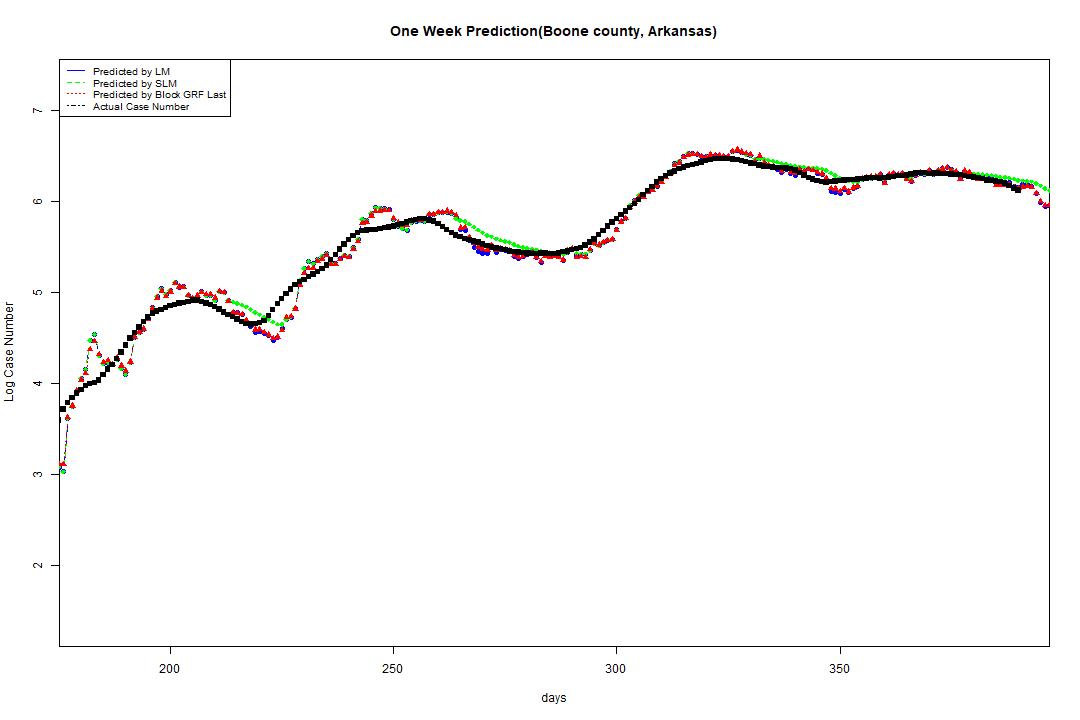 One Week Prediction(Boone county, Arkansas)
Predicted by LM
Predicted by SLM
Predicted by Block GRF Last
Actual Case Number
7
6
5
4
3
2
Log Case Number
200
250
300
350
days